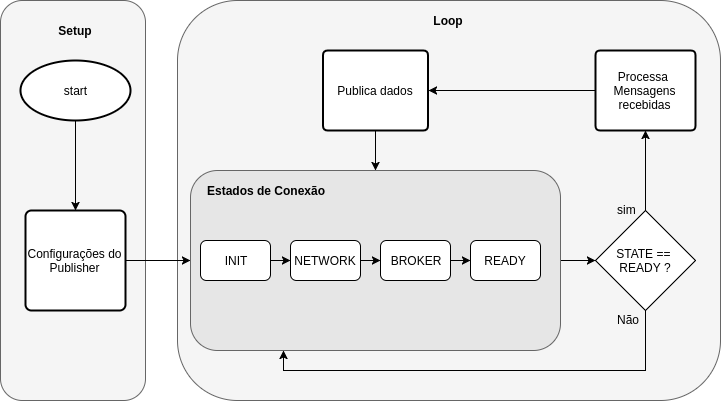 Setup
start
Configurações do
Publisher
Loop
Publica dados
Processa
Mensagens
recebidas
Estados de Conexão
INIT
NETWORK
BROKER
READY
sim
STATE ==
READY ?
Não